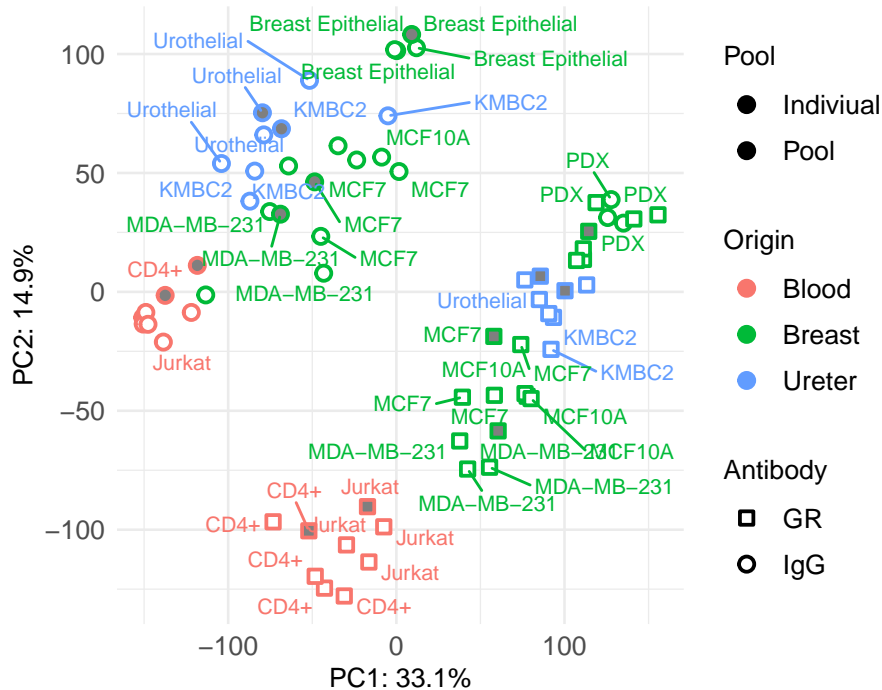 Breast Epithelial
Breast Epithelial
Urothelial
Breast Epithelial
Breast Epithelial
Urothelial
Urothelial
KMBC2
KMBC2
Urothelial
MCF10A
KMBC2
KMBC2
MCF7
MCF7
PDX
PDX
PDX
PDX
MDA−MB−231
MCF7
MDA−MB−231
MCF7
CD4+
MDA−MB−231
Jurkat
Urothelial
MCF7
KMBC2
MCF10A
MCF7
KMBC2
MCF7
MCF7
MCF10A
MDA−MB−231
MDA−MB−231
MCF10A
MDA−MB−231
MDA−MB−231
CD4+
Jurkat
CD4+
Jurkat
Jurkat
CD4+
Jurkat
CD4+
CD4+
100
50
0
−50
−100
−100
0
100
PC1: 33.1%
PC2: 14.9%
Pool
Indiviual
Pool
Origin
Blood
Breast
Ureter
Antibody
GR
IgG